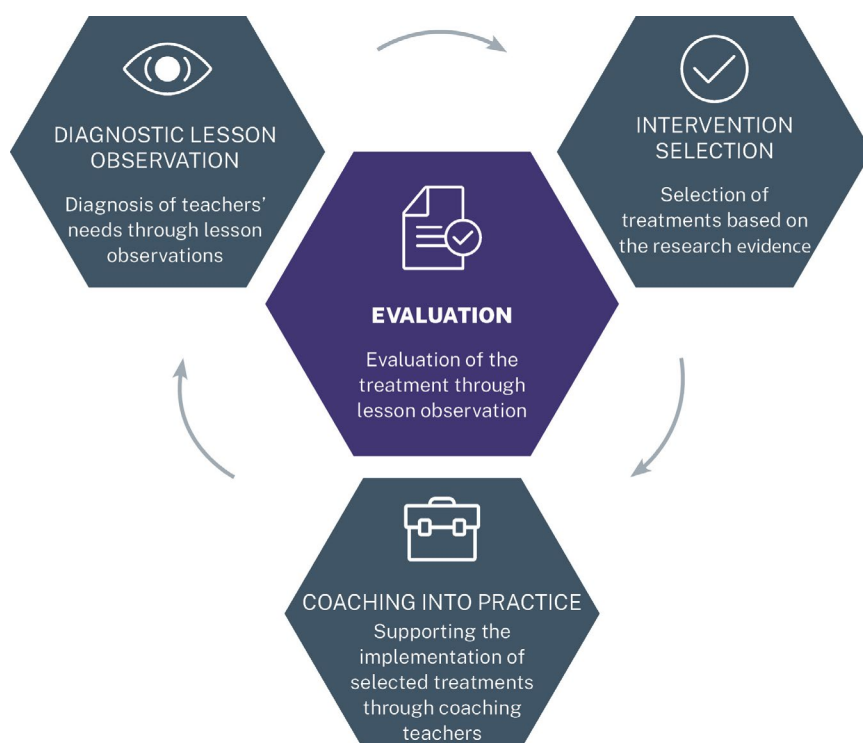 DIAGNOSTIC LESSON
OBSERVATION
Diagnosis of teachers’
needs through lesson
observations
INTERVENTION
SELECTION
Selection of
treatments based on
the research evidence
EVALUATION
Evaluation of the
treatment through
lesson observation
COACHING INTO PRACTICE
Supporting the
implementation of
selected treatments
through coaching
teachers